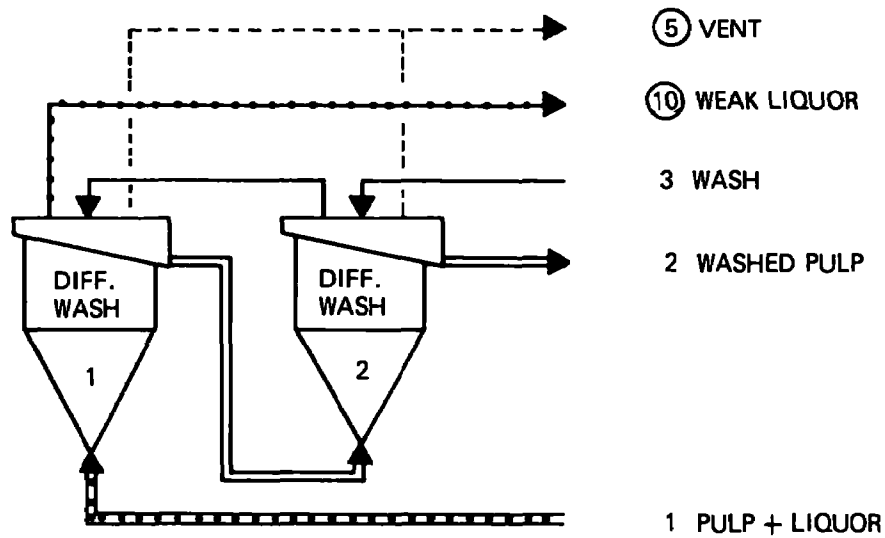 5 VENT
10 WEAK LIQUOR
3 WASH
2 WASHED PULP
DIFF.
WASH
1
DIFF.
WASH
2
1 PULP + LIQUOR